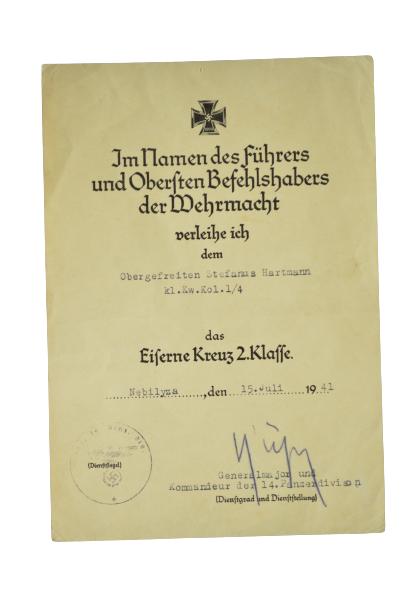 Im Namen des Führers
und Oberſten Befehlshabers
der Wehrmacht
verleihe ich
dem
Obergefreiten Stefanus Hartmann
kl.Kw.Kol.1/4
das
Eiſerne Kreuz 2.Klaſſe.
Nebilyza, den 15.Juli 1941
(Dienſtſiegel)
Generalmajor und
Kommandeur der 14.Panzerdivison
(Dienſtgrad und Dienſtſtellung)